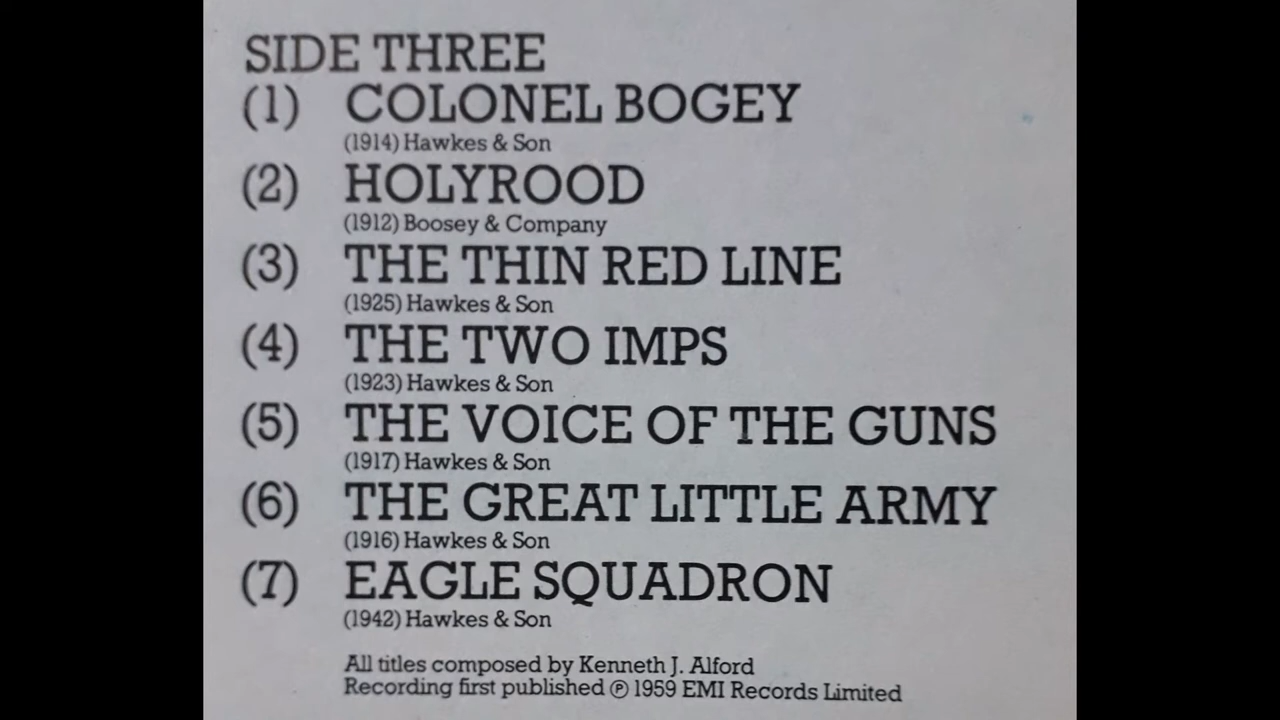 SIDE THREE
(1) COLONEL BOGEY
(1914) Hawkes & Son
(2) HOLYROOD
(1912) Boosey & Company
(3) THE THIN RED LINE
(1925) Hawkes & Son
(4) THE TWO IMPS
(1923) Hawkes & Son
(5) THE VOICE OF THE GUNS
(1917) Hawkes & Son
(6) THE GREAT LITTLE ARMY
(1916) Hawkes & Son
(7) EAGLE SQUADRON
(1942) Hawkes & Son
All titles composed by Kenneth J. Alford
Recording first published ℗ 1959 EMI Records Limited